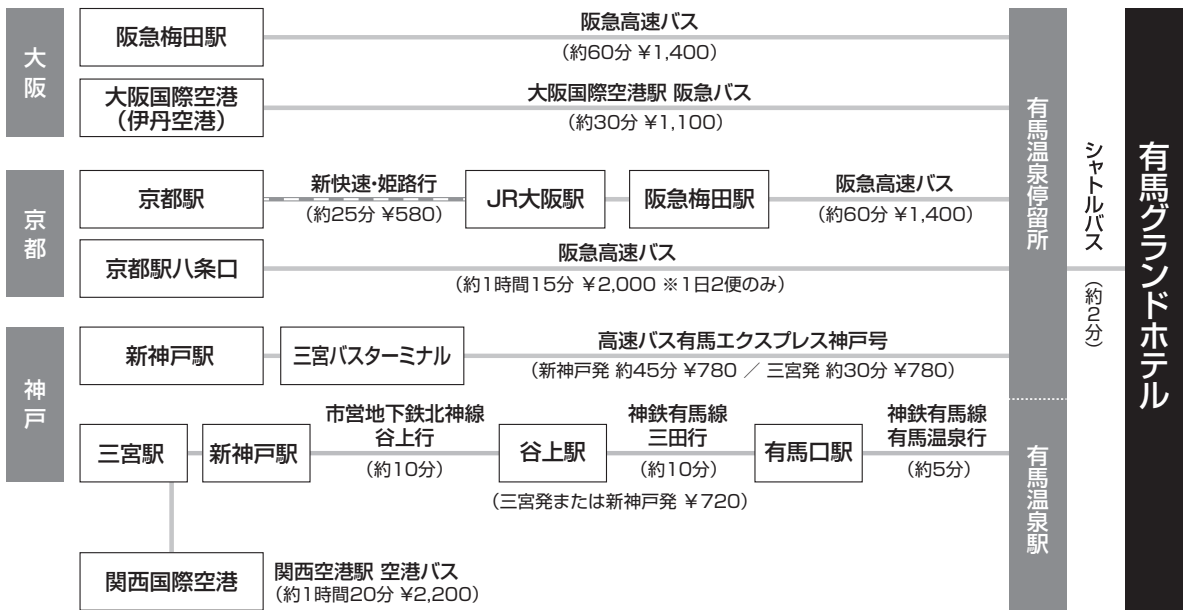 大阪
阪急梅田駅
阪急高速バス
(約60分 ¥1,400)
大阪国際空港
(伊丹空港)
大阪国際空港駅 阪急バス
(約30分 ¥1,100)
京都
京都駅
新快速・姫路行
(約25分 ¥580)
JR大阪駅
阪急梅田駅
阪急高速バス
(約60分 ¥1,400)
京都駅八条口
阪急高速バス
(約1時間15分 ¥2,000 ※1日2便のみ)
神戸
新神戸駅
三宮バスターミナル
高速バス有馬エクスプレス神戸号
(新神戸発 約45分 ¥780 / 三宮発 約30分 ¥780)
三宮駅
新神戸駅
市営地下鉄北神線
谷上行
(約10分)
谷上駅
神鉄有馬線
三田行
(約10分)
有馬口駅
神鉄有馬線
有馬温泉行
(約5分)
(三宮発または新神戸発 ¥720)
関西国際空港
関西空港駅 空港バス
(約1時間20分 ¥2,200)
有馬温泉停留所
有馬温泉駅
シャトルバス
(約2分)
有馬グランドホテル